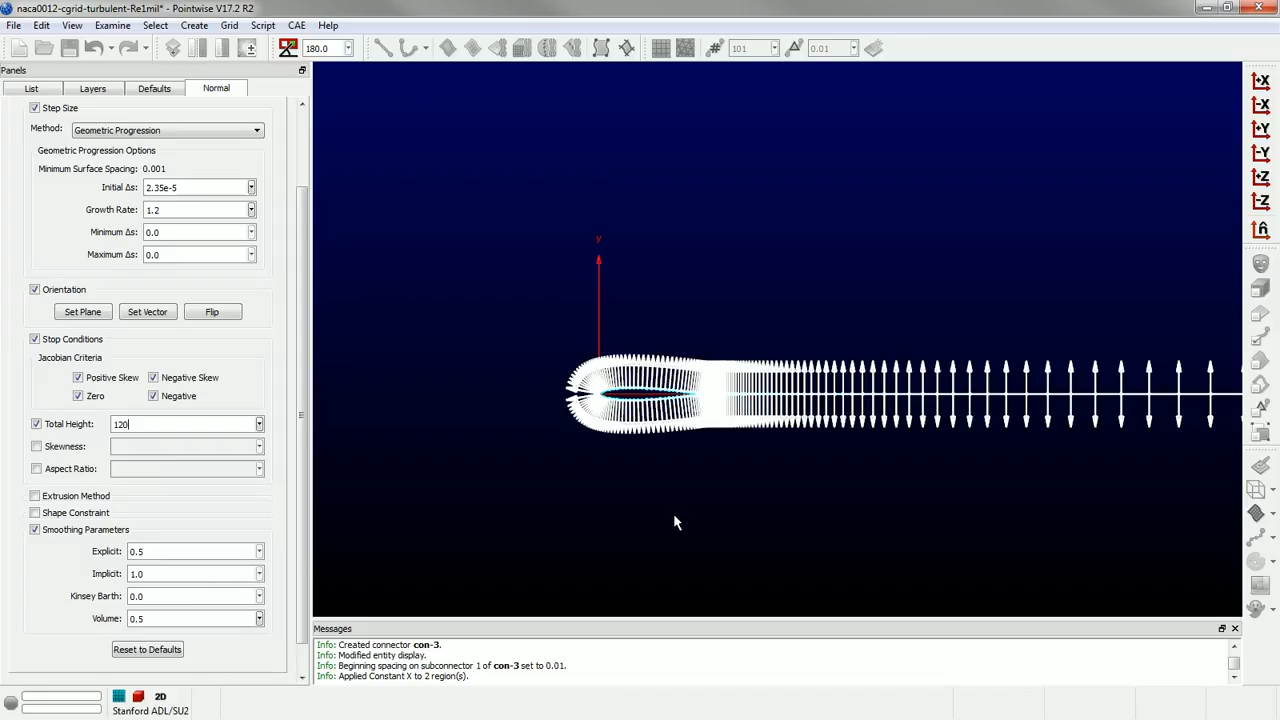 naca0012-cgrid-turbulent-Re1mil* - Pointwise V17.2 R2
File Edit View Examine Select Create Grid Script CAE Help
180.0 101 0.01
Panels
List Layers Defaults Normal
Step Size
Method: Geometric Progression
Geometric Progression Options
Minimum Surface Spacing: 0.001
Initial Δs: 2.35e-5
Growth Rate: 1.2
Minimum Δs: 0.0
Maximum Δs: 0.0
Orientation
Set Plane Set Vector Flip
Stop Conditions
Jacobian Criteria
Positive Skew Negative Skew
Zero Negative
Total Height: 120
Skewness:
Aspect Ratio:
Extrusion Method
Shape Constraint
Smoothing Parameters
Explicit: 0.5
Implicit: 1.0
Kinsey Barth: 0.0
Volume: 0.5
Reset to Defaults
y
+X
-X
+Y
-Y
+Z
-Z
n̂
Messages
Info: Created connector con-3.
Info: Modified entity display.
Info: Beginning spacing on subconnector 1 of con-3 set to 0.01.
Info: Applied Constant X to 2 region(s).
2D
Stanford ADL/SU2